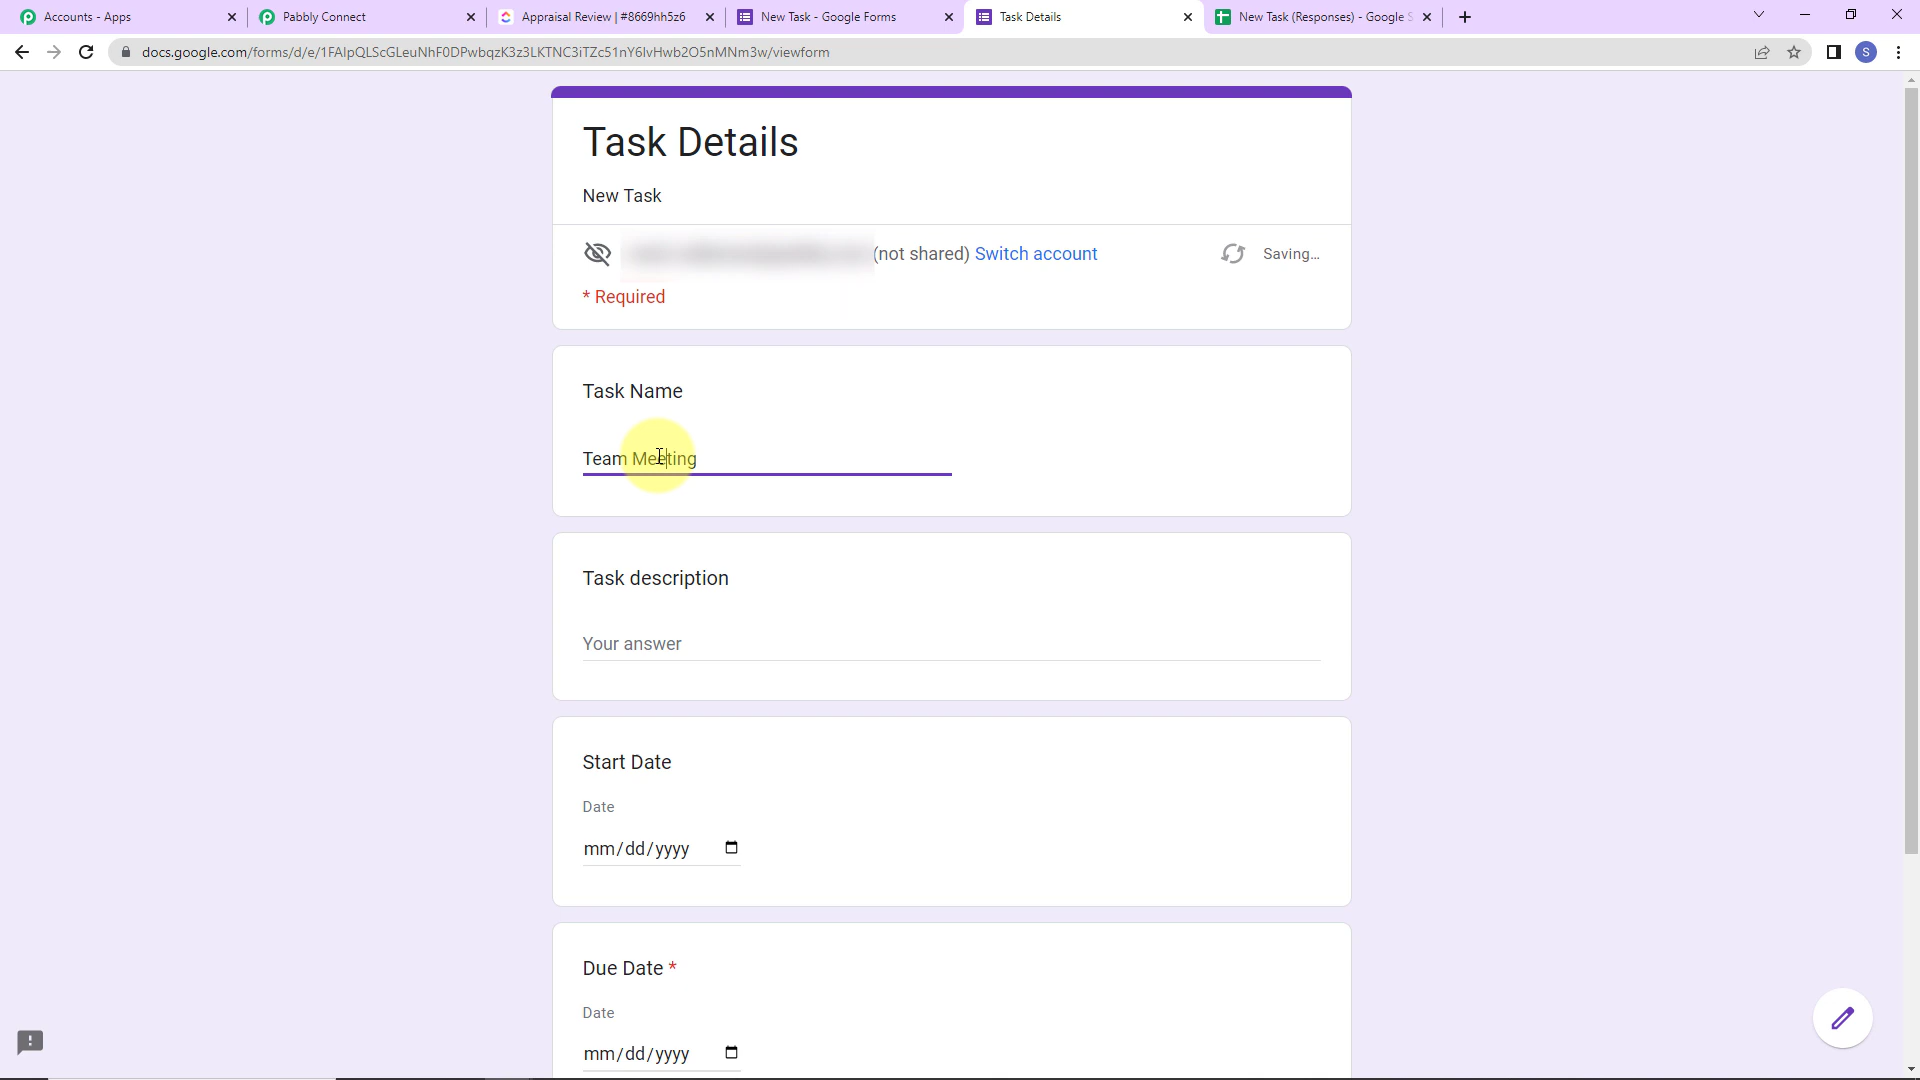 Accounts - Apps
Pabbly Connect
Appraisal Review | #8669hh5z6
New Task - Google Forms
Task Details
New Task (Responses) - Google S
docs.google.com/forms/d/e/1FAIpQLScGLeuNhF0DPwbqzK3z3LKTNC3iTZc51nY6lvHwb2O5nMNm3w/viewform
S
Task Details
New Task
(not shared) Switch account
Saving...
* Required
Task Name
Team Meeting
Task description
Your answer
Start Date
Date
mm/dd/yyyy
Due Date *
Date
mm/dd/yyyy